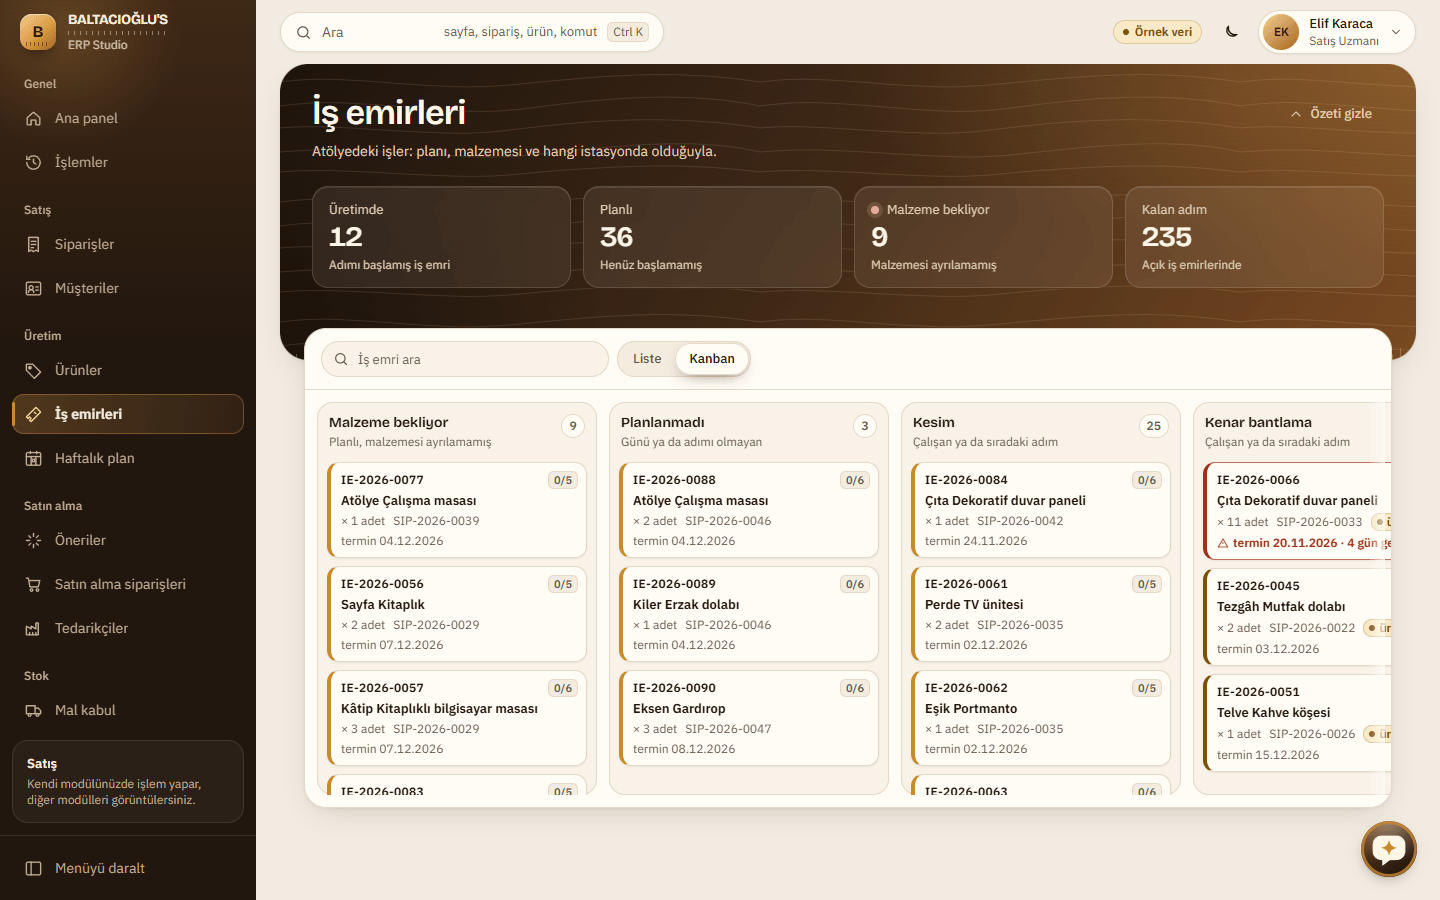 B
BALTACIOĞLU'S
ERP Studio
Genel
Ana panel
İşlemler
Satış
Siparişler
Müşteriler
Üretim
Ürünler
İş emirleri
Haftalık plan
Satın alma
Öneriler
Satın alma siparişleri
Tedarikçiler
Stok
Mal kabul
Satış
Kendi modülünüzde işlem yapar,
diğer modülleri görüntülersiniz.
Menüyü daralt
Ara
sayfa, sipariş, ürün, komut
Ctrl K
Örnek veri
EK
Elif Karaca
Satış Uzmanı
İş emirleri
Özeti gizle
Atölyedeki işler: planı, malzemesi ve hangi istasyonda olduğuyla.
Üretimde
12
Adımı başlamış iş emri
Planlı
36
Henüz başlamamış
Malzeme bekliyor
9
Malzemesi ayrılamamış
Kalan adım
235
Açık iş emirlerinde
İş emri ara
Liste
Kanban
Malzeme bekliyor
9
Planlı, malzemesi ayrılamamış
IE-2026-0077
0/5
Atölye Çalışma masası
× 1 adet SIP-2026-0039
termin 04.12.2026
IE-2026-0056
0/5
Sayfa Kitaplık
× 2 adet SIP-2026-0029
termin 07.12.2026
IE-2026-0057
0/6
Kâtip Kitaplıklı bilgisayar masası
× 3 adet SIP-2026-0029
termin 07.12.2026
IE-2026-0083
0/5
Planlanmadı
3
Günü ya da adımı olmayan
IE-2026-0088
0/6
Atölye Çalışma masası
× 2 adet SIP-2026-0046
termin 04.12.2026
IE-2026-0089
0/6
Kiler Erzak dolabı
× 1 adet SIP-2026-0046
termin 04.12.2026
IE-2026-0090
0/6
Eksen Gardırop
× 3 adet SIP-2026-0047
termin 08.12.2026
Kesim
25
Çalışan ya da sıradaki adım
IE-2026-0084
0/6
Çıta Dekoratif duvar paneli
× 1 adet SIP-2026-0042
termin 24.11.2026
IE-2026-0061
0/5
Perde TV ünitesi
× 2 adet SIP-2026-0035
termin 02.12.2026
IE-2026-0062
0/5
Eşik Portmanto
× 1 adet SIP-2026-0035
termin 02.12.2026
IE-2026-0063
0/6
Kenar bantlama
Çalışan ya da sıradaki adım
IE-2026-0066
Çıta Dekoratif duvar paneli
× 11 adet SIP-2026-0033
termin 20.11.2026 · 4 gün
IE-2026-0045
Tezgâh Mutfak dolabı
× 2 adet SIP-2026-0022
termin 03.12.2026
IE-2026-0051
Telve Kahve köşesi
× 1 adet SIP-2026-0026
termin 15.12.2026